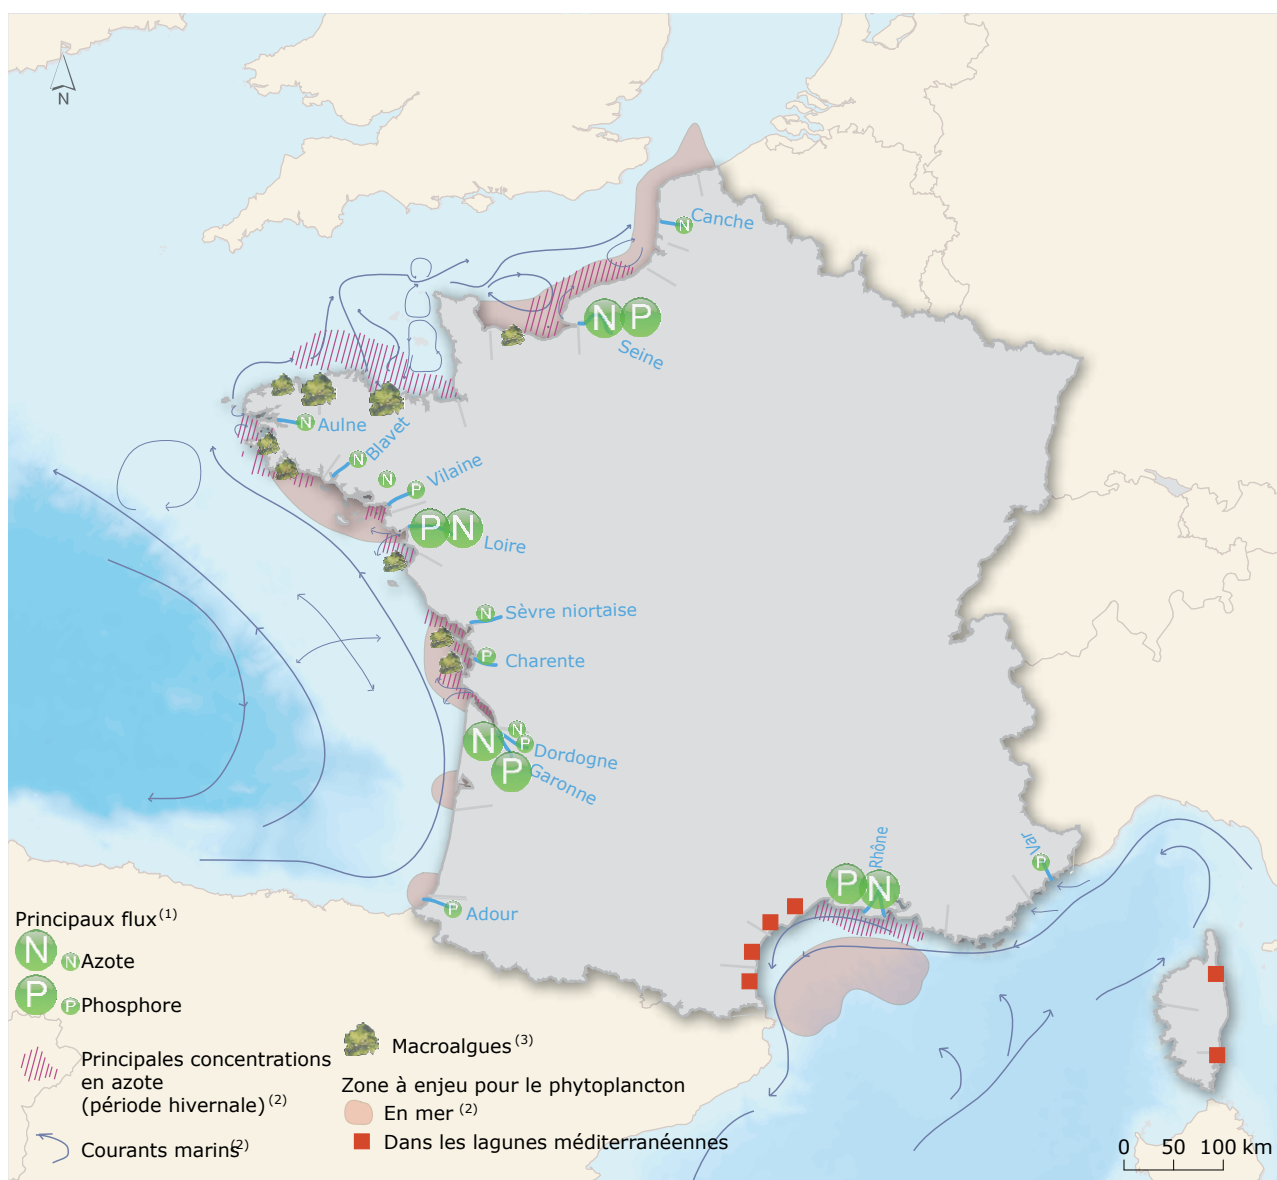 N
Canche
N
N P
Seine
N
Aulne
Blavet
N
N
Vilaine
P
P N
Loire
N
Sèvre niortaise
P
Charente
N
N
P
Dordogne
P
Garonne
Rhône
Var
P
P N
P
Adour
Principaux flux (1)
N N Azote
P P Phosphore
Principales concentrations
en azote
(période hivernale) (2)
Courants marins (2)
Macroalgues (3)
Zone à enjeu pour le phytoplancton
En mer (2)
Dans les lagunes méditerranéennes
0 50 100 km